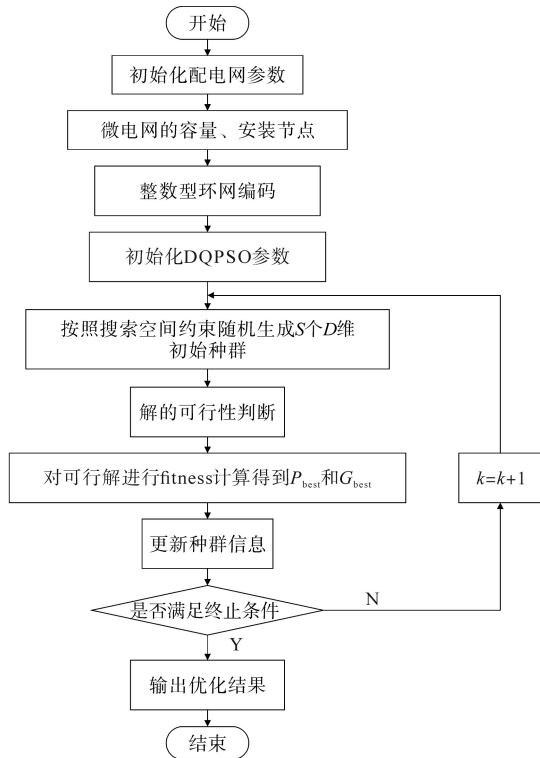 开始
初始化配电网参数
微电网的容量、安装节点
整数型环网编码
初始化DQPSO参数
按照搜索空间约束随机生成S个D维
初始种群
解的可行性判断
对可行解进行fitness计算得到Pbest和Gbest
k=k+1
更新种群信息
是否满足终止条件
N
Y
输出优化结果
结束